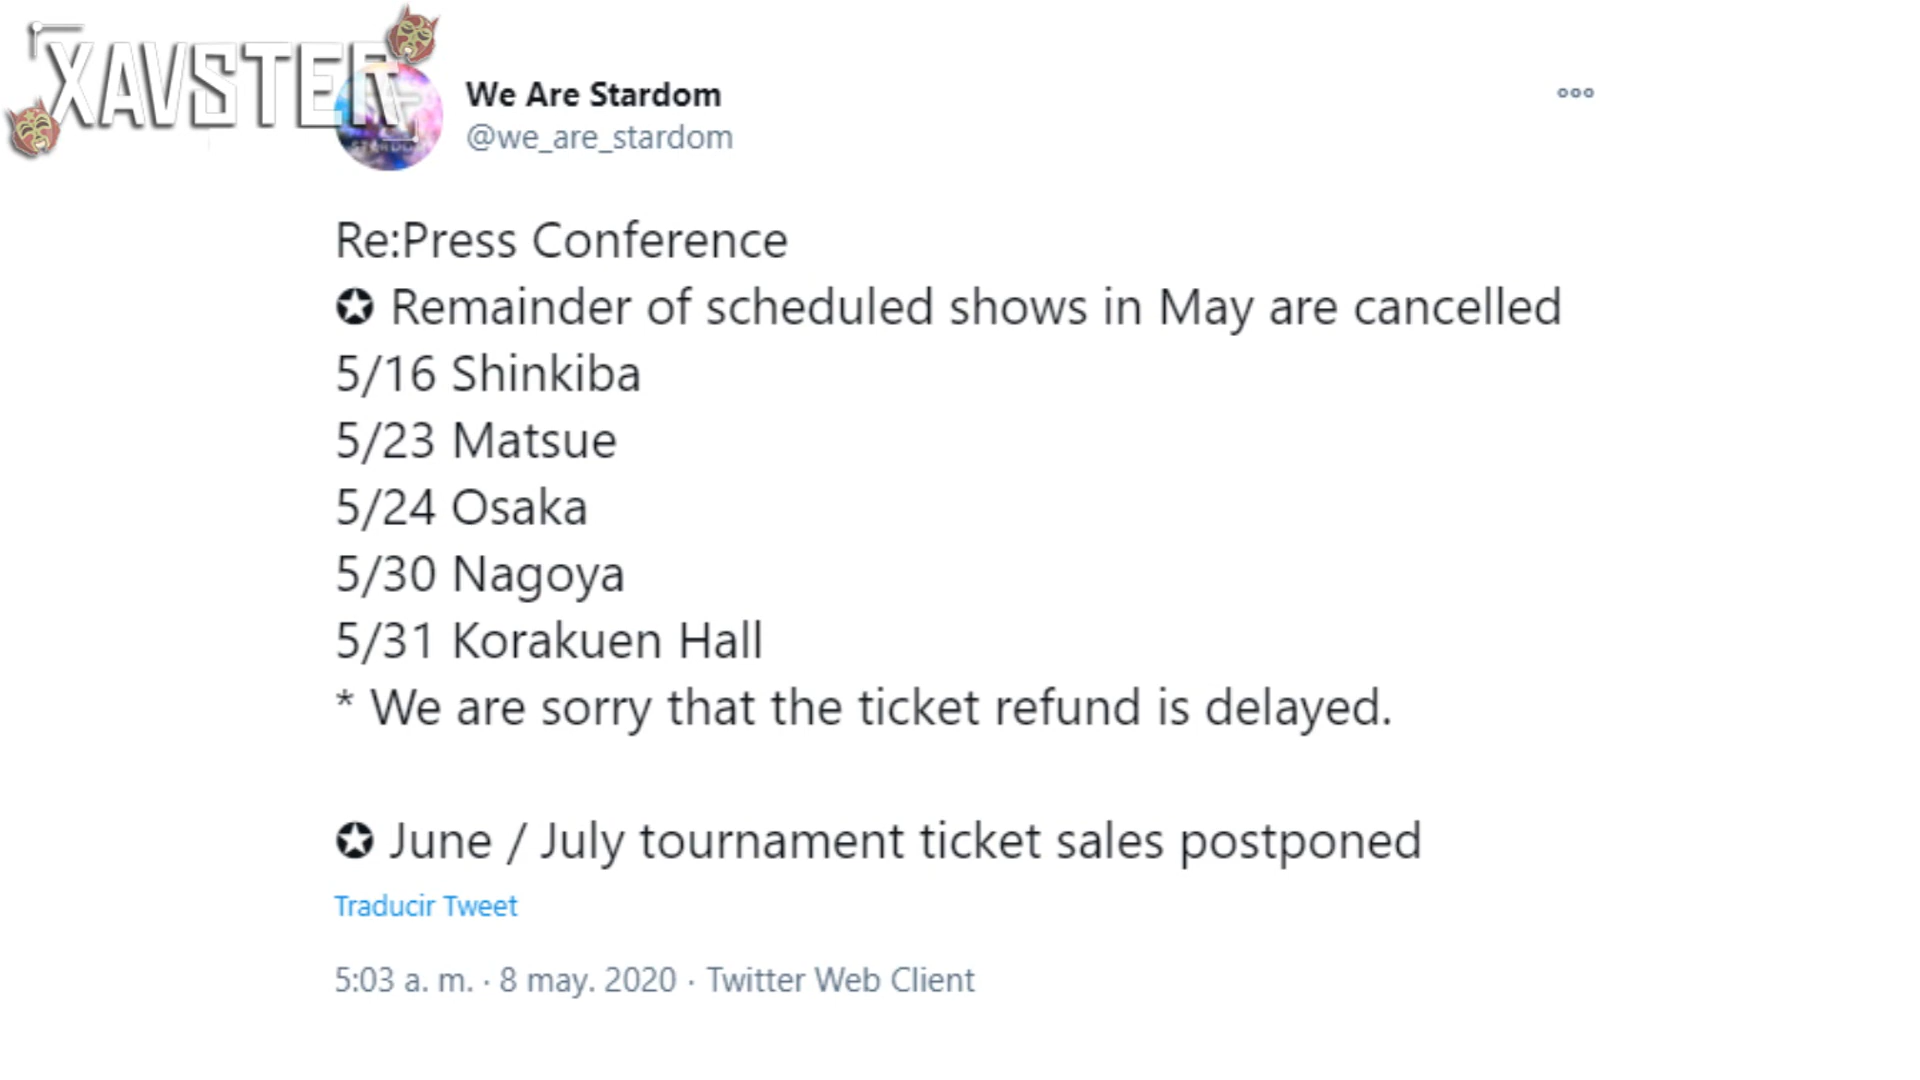 XAVSTER
We Are Stardom
@we_are_stardom
STARDOM
Re:Press Conference
✪ Remainder of scheduled shows in May are cancelled
5/16 Shinkiba
5/23 Matsue
5/24 Osaka
5/30 Nagoya
5/31 Korakuen Hall
* We are sorry that the ticket refund is delayed.
✪ June / July tournament ticket sales postponed
Traducir Tweet
5:03 a. m. · 8 may. 2020 · Twitter Web Client